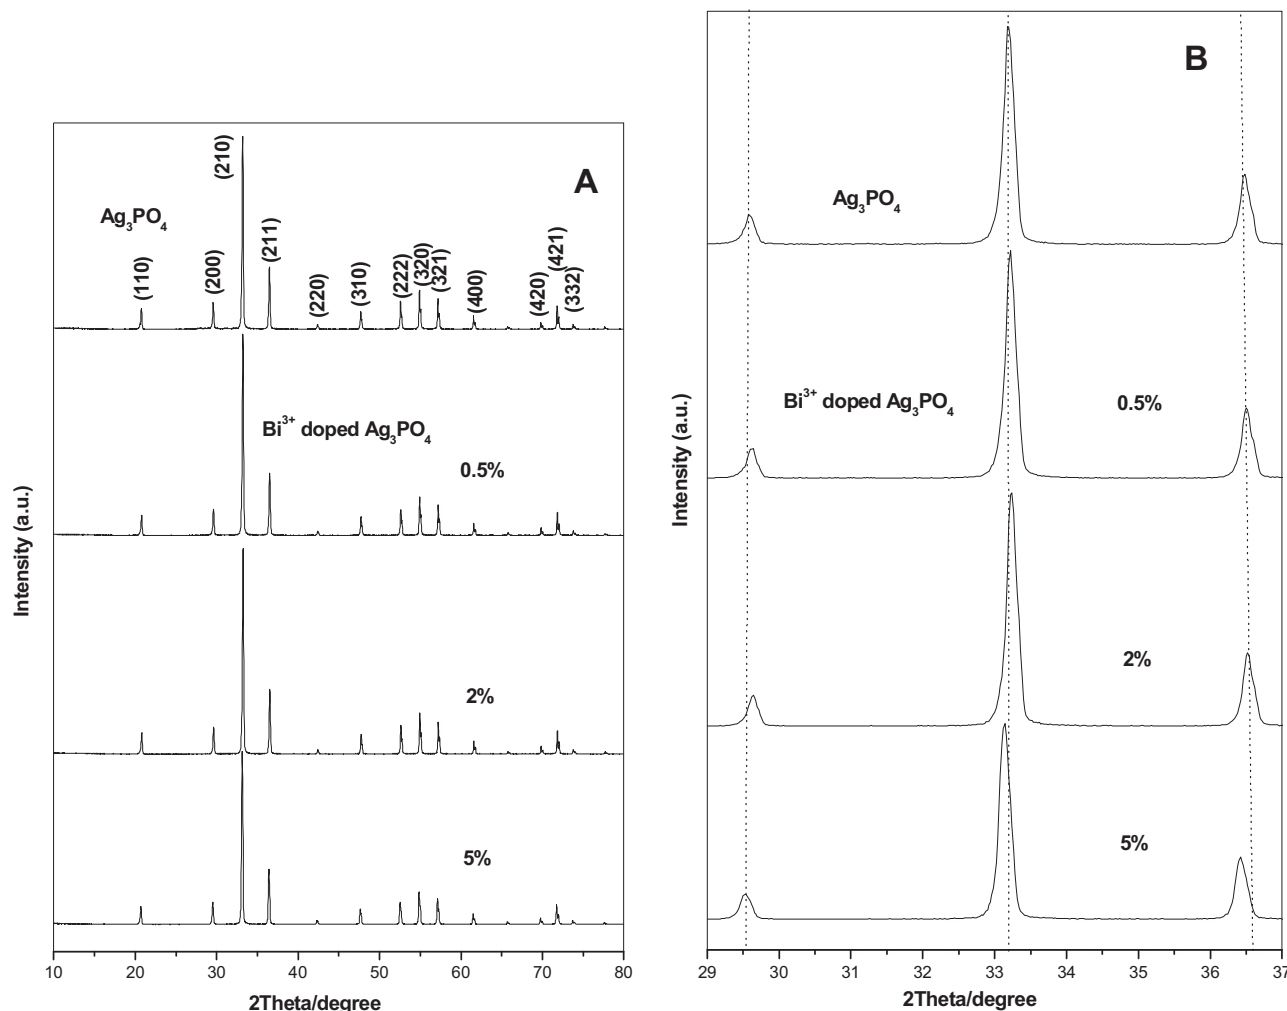 A
(110)
(200)
(210)
(211)
(220)
(310)
(222)
(320)
(321)
(400)
(420)
(421)
(332)
Ag₃PO₄
Bi³⁺ doped Ag₃PO₄
0.5%
2%
5%
Intensity (a.u.)
10 20 30 40 50 60 70 80
2Theta/degree
B
Ag₃PO₄
Bi³⁺ doped Ag₃PO₄
0.5%
2%
5%
Intensity (a.u.)
29 30 31 32 33 34 35 36 37
2Theta/degree